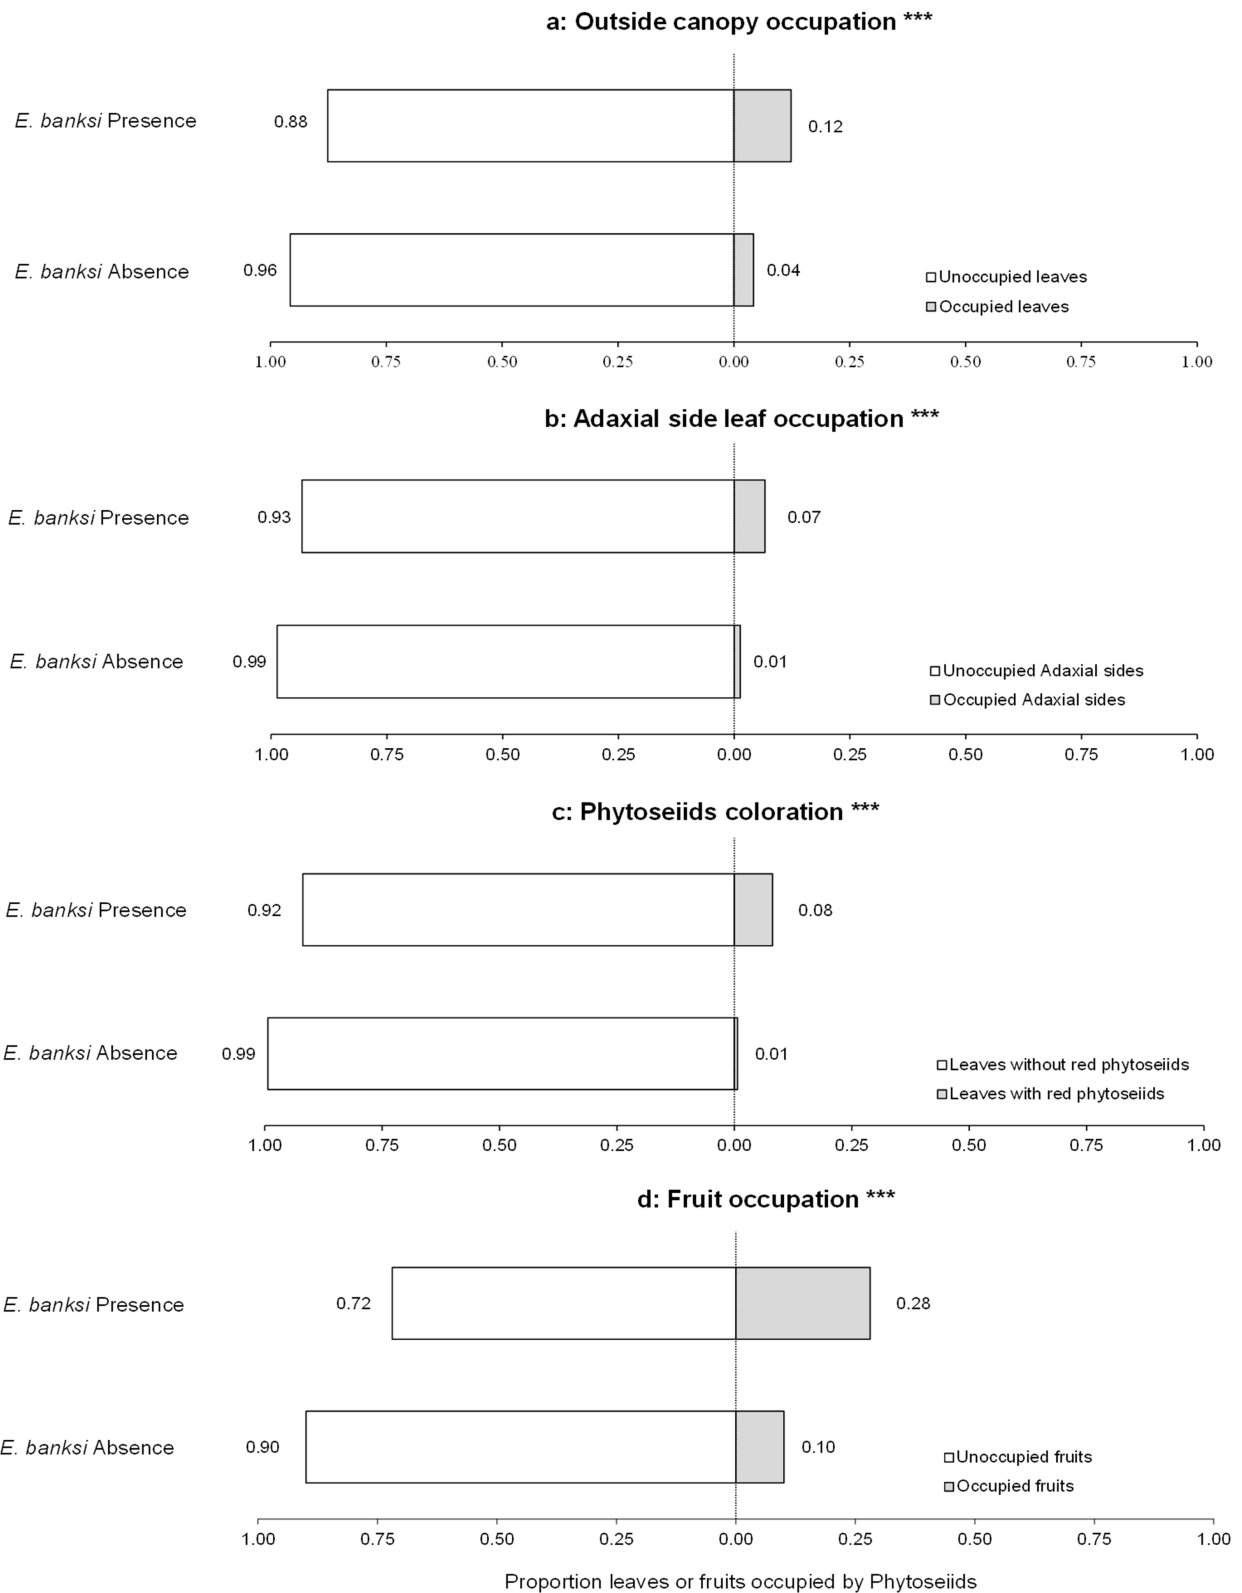 a: Outside canopy occupation ***
E. banksi Presence
0.88
0.12
E. banksi Absence
0.96
0.04
Unoccupied leaves
Occupied leaves
1.00 0.75 0.50 0.25 0.00 0.25 0.50 0.75 1.00
b: Adaxial side leaf occupation ***
E. banksi Presence
0.93
0.07
E. banksi Absence
0.99
0.01
Unoccupied Adaxial sides
Occupied Adaxial sides
1.00 0.75 0.50 0.25 0.00 0.25 0.50 0.75 1.00
c: Phytoseiids coloration ***
E. banksi Presence
0.92
0.08
E. banksi Absence
0.99
0.01
Leaves without red phytoseiids
Leaves with red phytoseiids
1.00 0.75 0.50 0.25 0.00 0.25 0.50 0.75 1.00
d: Fruit occupation ***
E. banksi Presence
0.72
0.28
E. banksi Absence
0.90
0.10
Unoccupied fruits
Occupied fruits
1.00 0.75 0.50 0.25 0.00 0.25 0.50 0.75 1.00
Proportion leaves or fruits occupied by Phytoseiids